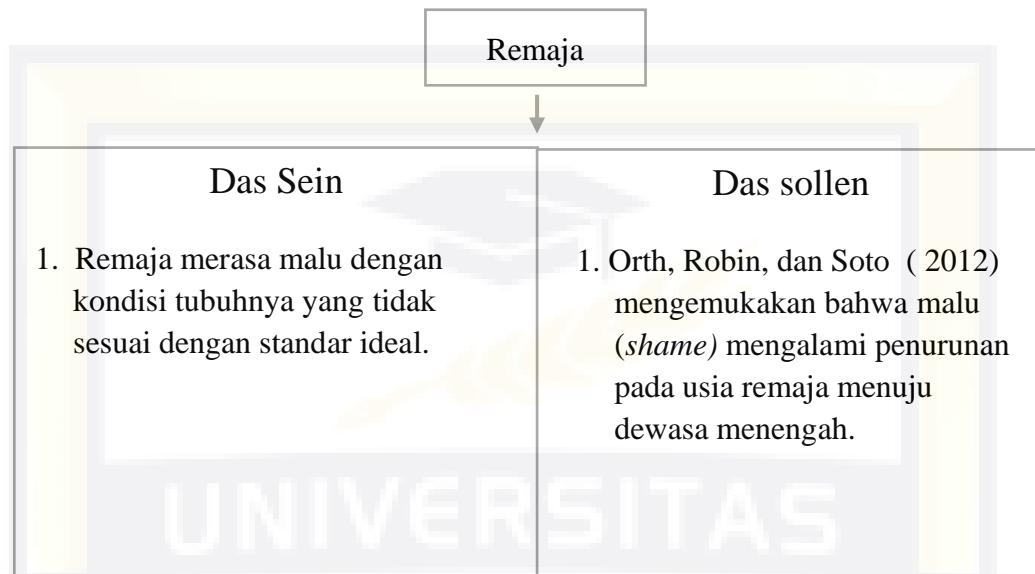 Remaja
Das Sein
1. Remaja merasa malu dengan
kondisi tubuhnya yang tidak
sesuai dengan standar ideal.
Das sollen
1. Orth, Robin, dan Soto ( 2012)
mengemukakan bahwa malu
(shame) mengalami penurunan
pada usia remaja menuju
dewasa menengah.
UNIVERSITAS